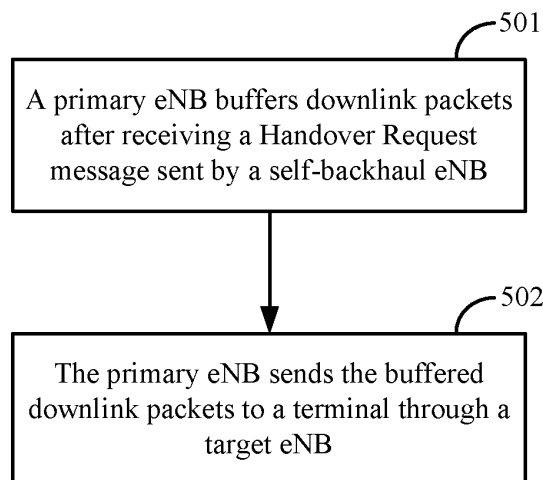 501
A primary eNB buffers downlink packets
after receiving a Handover Request
message sent by a self-backhaul eNB
502
The primary eNB sends the buffered
downlink packets to a terminal through a
target eNB